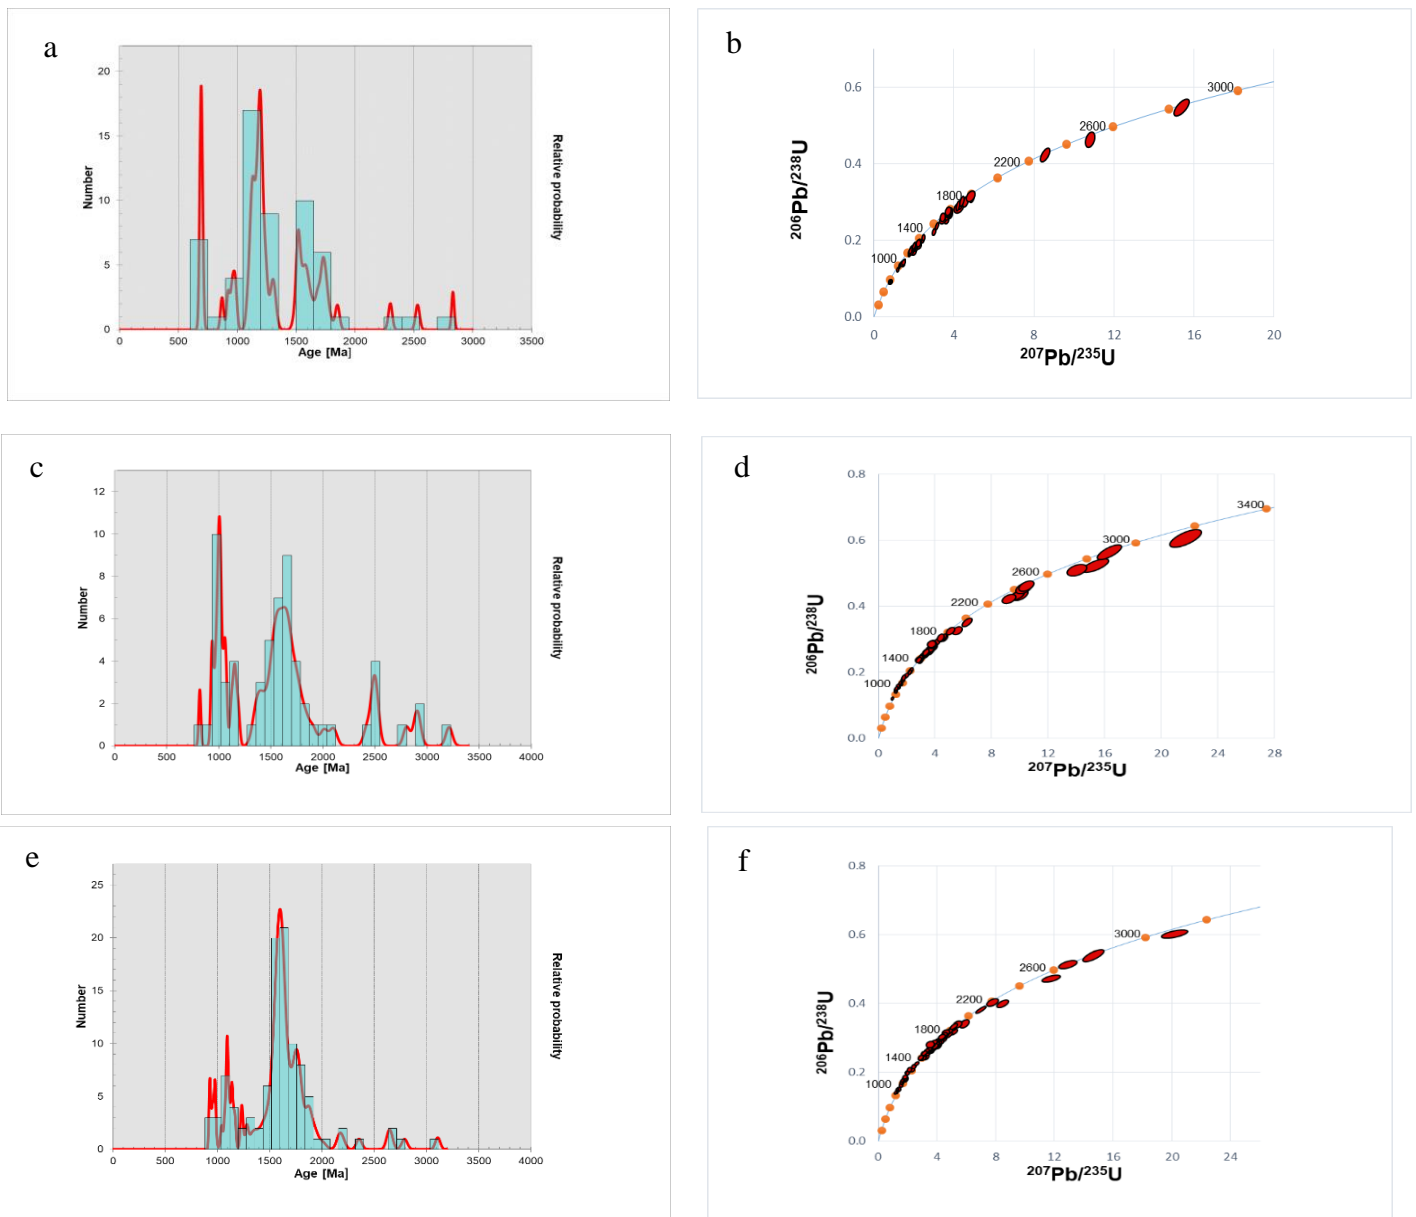 a
20
15
10
5
0
Number
Relative probability
0 500 1000 1500 2000 2500 3000 3500
Age [Ma]
b
0.6
0.4
0.2
0.0
206Pb/238U
1000
1400
1800
2200
2600
3000
0 4 8 12 16 20
207Pb/235U
c
12
10
8
6
4
2
0
Number
Relative probability
0 500 1000 1500 2000 2500 3000 3500 4000
Age [Ma]
d
0.8
0.6
0.4
0.2
0.0
206Pb/238U
1000
1400
1800
2200
2600
3000
3400
0 4 8 12 16 20 24 28
207Pb/235U
e
25
20
15
10
5
0
Number
Relative probability
0 500 1000 1500 2000 2500 3000 3500 4000
Age [Ma]
f
0.8
0.6
0.4
0.2
0.0
206Pb/238U
1000
1400
1800
2200
2600
3000
0 4 8 12 16 20 24
207Pb/235U